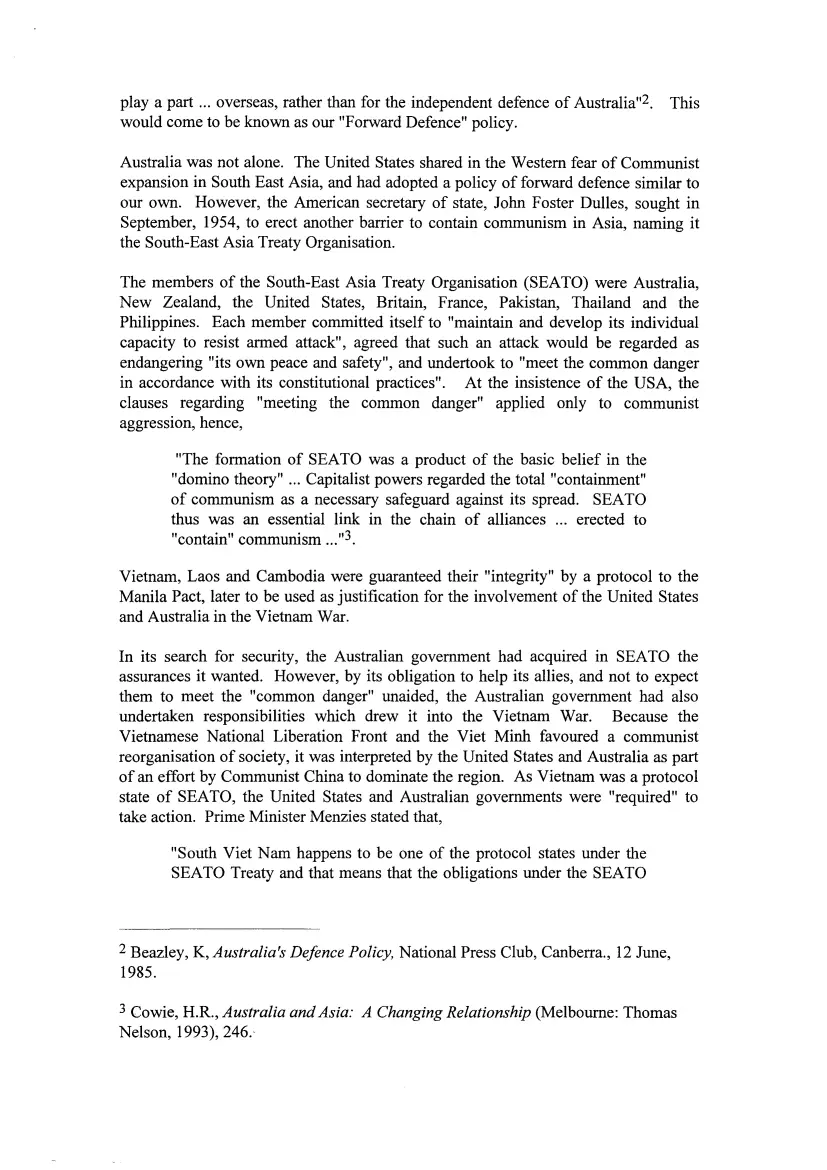 play a part ... overseas, rather than for the independent defence of Australia"2. This
would come to be known as our "Forward Defence" policy.
Australia was not alone. The United States shared in the Western fear of Communist
expansion in South East Asia, and had adopted a policy of forward defence similar to
our own. However, the American secretary of state, John Foster Dulles, sought in
September, 1954, to erect another barrier to contain communism in Asia, naming it
the South-East Asia Treaty Organisation.
The members of the South-East Asia Treaty Organisation (SEATO) were Australia,
New Zealand, the United States, Britain, France, Pakistan, Thailand and the
Philippines. Each member committed itself to "maintain and develop its individual
capacity to resist armed attack", agreed that such an attack would be regarded as
endangering "its own peace and safety", and undertook to "meet the common danger
in accordance with its constitutional practices". At the insistence of the USA, the
clauses regarding "meeting the common danger" applied only to communist
aggression, hence,
"The formation of SEATO was a product of the basic belief in the
"domino theory" ... Capitalist powers regarded the total "containment"
of communism as a necessary safeguard against its spread. SEATO
thus was an essential link in the chain of alliances ... erected to
"contain" communism ..."3.
Vietnam, Laos and Cambodia were guaranteed their "integrity" by a protocol to the
Manila Pact, later to be used as justification for the involvement of the United States
and Australia in the Vietnam War.
In its search for security, the Australian government had acquired in SEATO the
assurances it wanted. However, by its obligation to help its allies, and not to expect
them to meet the "common danger" unaided, the Australian government had also
undertaken responsibilities which drew it into the Vietnam War. Because the
Vietnamese National Liberation Front and the Viet Minh favoured a communist
reorganisation of society, it was interpreted by the United States and Australia as part
of an effort by Communist China to dominate the region. As Vietnam was a protocol
state of SEATO, the United States and Australian governments were "required" to
take action. Prime Minister Menzies stated that,
"South Viet Nam happens to be one of the protocol states under the
SEATO Treaty and that means that the obligations under the SEATO
2 Beazley, K, Australia's Defence Policy, National Press Club, Canberra., 12 June,
1985.
3 Cowie, H.R., Australia and Asia: A Changing Relationship (Melbourne: Thomas
Nelson, 1993), 246.